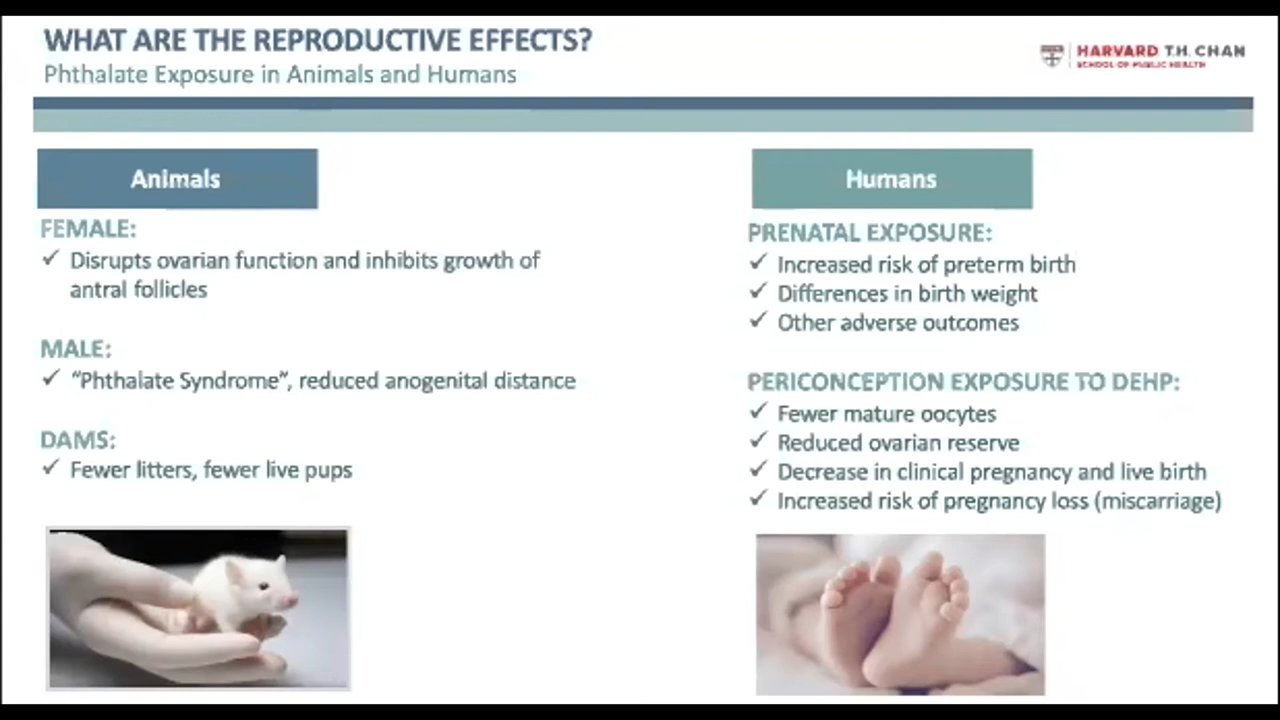 WHAT ARE THE REPRODUCTIVE EFFECTS?
Phthalate Exposure in Animals and Humans
HARVARD T.H. CHAN
SCHOOL OF PUBLIC HEALTH
Animals
FEMALE:
✓ Disrupts ovarian function and inhibits growth of
antral follicles
MALE:
✓ “Phthalate Syndrome”, reduced anogenital distance
DAMS:
✓ Fewer litters, fewer live pups
Humans
PRENATAL EXPOSURE:
✓ Increased risk of preterm birth
✓ Differences in birth weight
✓ Other adverse outcomes
PERICONCEPTION EXPOSURE TO DEHP:
✓ Fewer mature oocytes
✓ Reduced ovarian reserve
✓ Decrease in clinical pregnancy and live birth
✓ Increased risk of pregnancy loss (miscarriage)